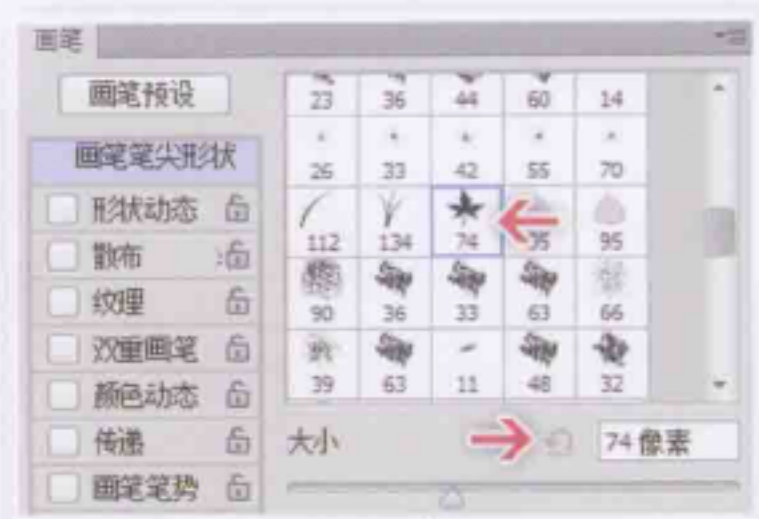 画笔
画笔预设
画笔笔尖形状
形状动态
散布
纹理
双重画笔
颜色动态
传递
画笔笔势
23 36 44 60 14
26 33 42 55 70
112 134 74 95
90 36 33 63 66
39 63 11 48 32
大小 74 像素